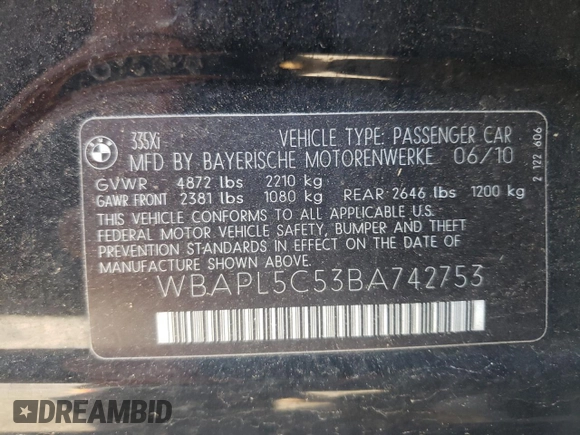 335Xi
VEHICLE TYPE: PASSENGER CAR
MFD BY BAYERISCHE MOTORENWERKE 06/10
GVWR 4872 lbs 2210 kg
GAWR FRONT 2381 lbs 1080 kg REAR 2646 lbs 1200 kg
THIS VEHICLE CONFORMS TO ALL APPLICABLE U.S.
FEDERAL MOTOR VEHICLE SAFETY, BUMPER AND THEFT
PREVENTION STANDARDS IN EFFECT ON THE DATE OF
MANUFACTURE SHOWN ABOVE.
WBAPL5C53BA742753
2 122 606
DREAMBID